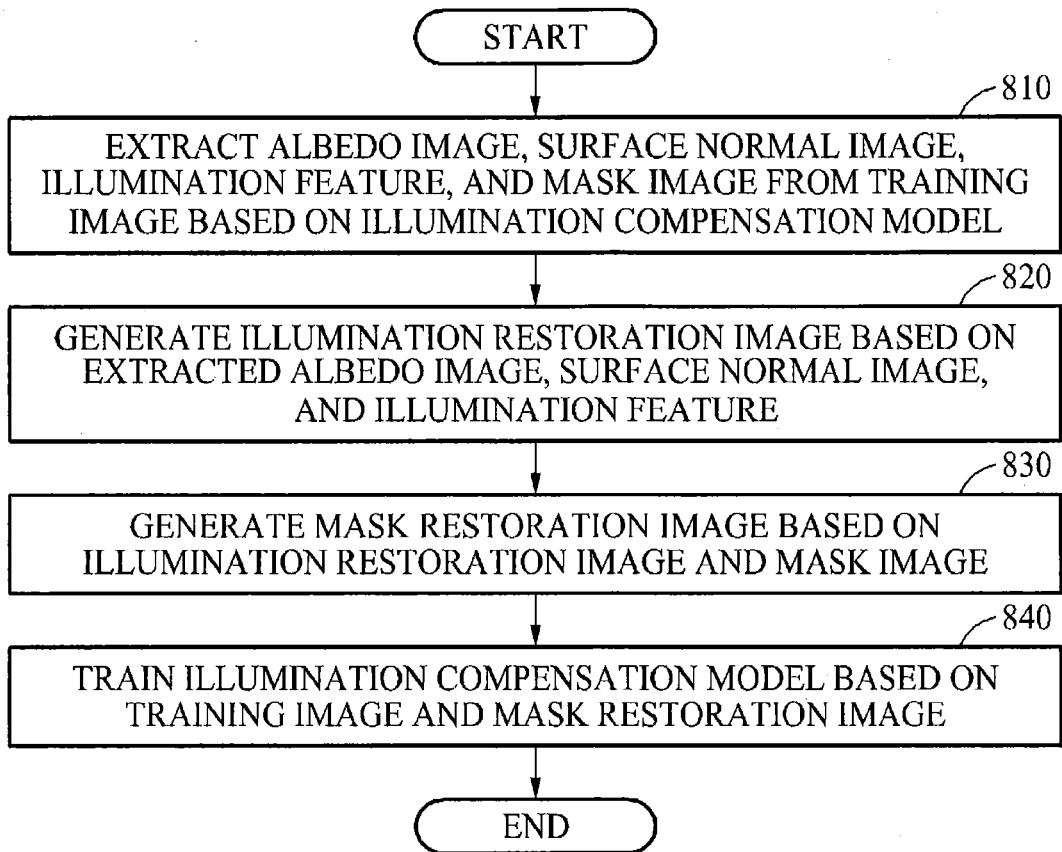 START
810
EXTRACT ALBEDO IMAGE, SURFACE NORMAL IMAGE,
ILLUMINATION FEATURE, AND MASK IMAGE FROM TRAINING
IMAGE BASED ON ILLUMINATION COMPENSATION MODEL
820
GENERATE ILLUMINATION RESTORATION IMAGE BASED ON
EXTRACTED ALBEDO IMAGE, SURFACE NORMAL IMAGE,
AND ILLUMINATION FEATURE
830
GENERATE MASK RESTORATION IMAGE BASED ON
ILLUMINATION RESTORATION IMAGE AND MASK IMAGE
840
TRAIN ILLUMINATION COMPENSATION MODEL BASED ON
TRAINING IMAGE AND MASK RESTORATION IMAGE
END